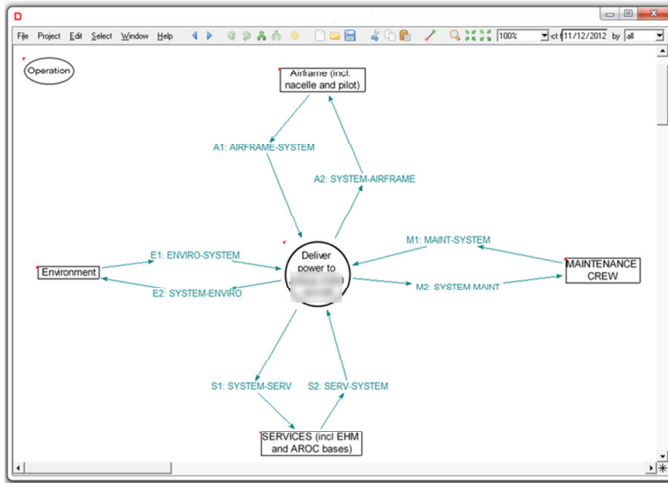 D
File Project Edit Select Window Help 100% -ct 11/12/2012 by all
Operation
Airframe (incl.
nacelle and pilot)
A1: AIRFRAME-SYSTEM
A2: SYSTEM-AIRFRAME
Deliver
power to
M1: MAINT-SYSTEM
E1: ENVIRO-SYSTEM
Environment
MAINTENANCE
CREW
E2: SYSTEM-ENVIRO
M2: SYSTEM-MAINT
S1: SYSTEM-SERV
S2: SERV-SYSTEM
SERVICES (incl EHM
and AROC bases)